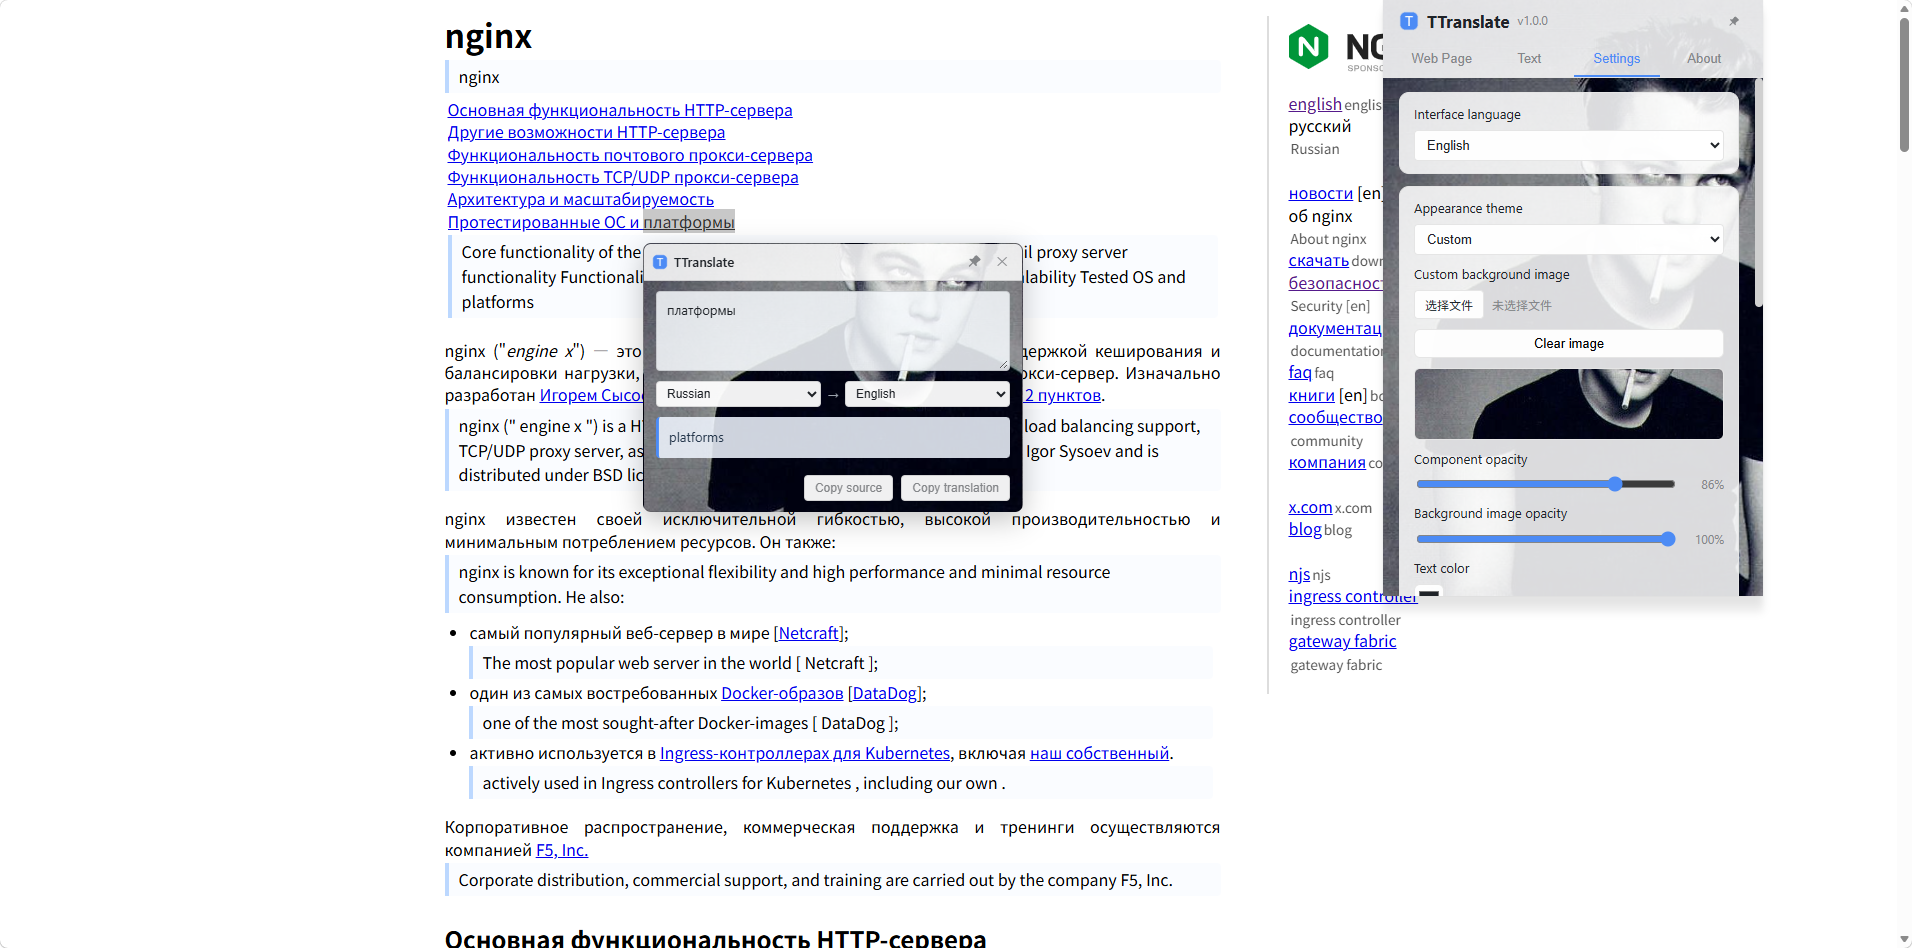 nginx
nginx
Основная функциональность HTTP-сервера
Другие возможности HTTP-сервера
Функциональность почтового прокси-сервера
Функциональность TCP/UDP прокси-сервера
Архитектура и масштабируемость
Протестированные ОС и платформы
Core functionality of the
il proxy server
functionality Functionali
lability Tested OS and
platforms
nginx ("engine x") — это
держкой кеширования и
балансировки нагрузки,
окси-сервер. Изначально
разработан Игорем Сысо
2 пунктов.
nginx (" engine x ") is a H
load balancing support,
TCP/UDP proxy server, as
Igor Sysoev and is
distributed under BSD lic
TTranslate
платформы
Russian → English
platforms
Copy source Copy translation
nginx известен своей исключительной гибкостью, высокой производительностью и
минимальным потреблением ресурсов. Он также:
nginx is known for its exceptional flexibility and high performance and minimal resource
consumption. He also:
самый популярный веб-сервер в мире [Netcraft];
The most popular web server in the world [ Netcraft ];
один из самых востребованных Docker-образов [DataDog];
one of the most sought-after Docker-images [ DataDog ];
активно используется в Ingress-контроллерах для Kubernetes, включая наш собственный.
actively used in Ingress controllers for Kubernetes , including our own .
Корпоративное распространение, коммерческая поддержка и тренинги осуществляются
компанией F5, Inc.
Corporate distribution, commercial support, and training are carried out by the company F5, Inc.
Основная функциональность HTTP-сервера
N NG
SPONSO
english englis
русский
Russian
новости [en]
об nginx
About nginx
скачать down
безопасност
Security [en]
документац
documentation
faq faq
книги [en] bo
сообщество
community
компания co
x.com x.com
blog blog
njs njs
ingress controller
ingress controller
gateway fabric
gateway fabric
TTranslate v1.0.0
Web Page Text Settings About
Interface language
English
Appearance theme
Custom
Custom background image
选择文件 未选择文件
Clear image
Component opacity
86%
Background image opacity
100%
Text color